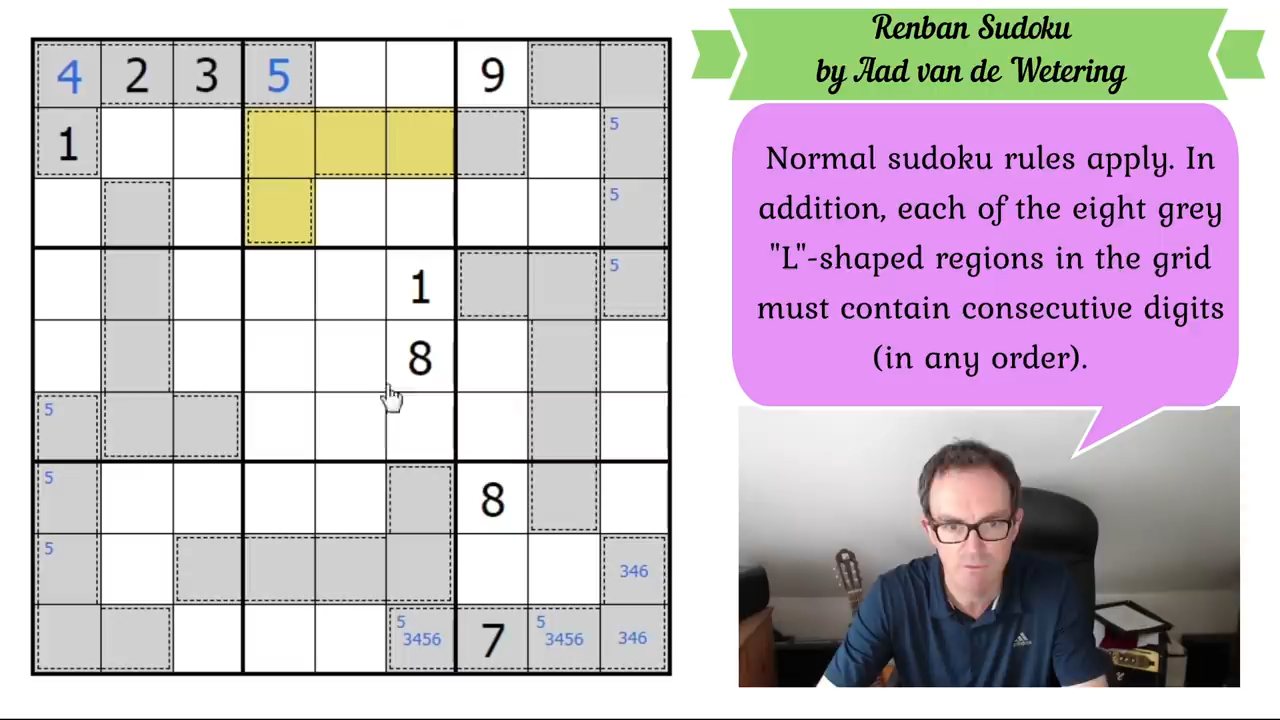 Renban Sudoku
by Aad van de Wetering
Normal sudoku rules apply. In
addition, each of the eight grey
"L"-shaped regions in the grid
must contain consecutive digits
(in any order).
4 2 3 5 9
1 5
5
1 5
8
5
5 8
5 346
5 3456 7 5 3456 346
adidas